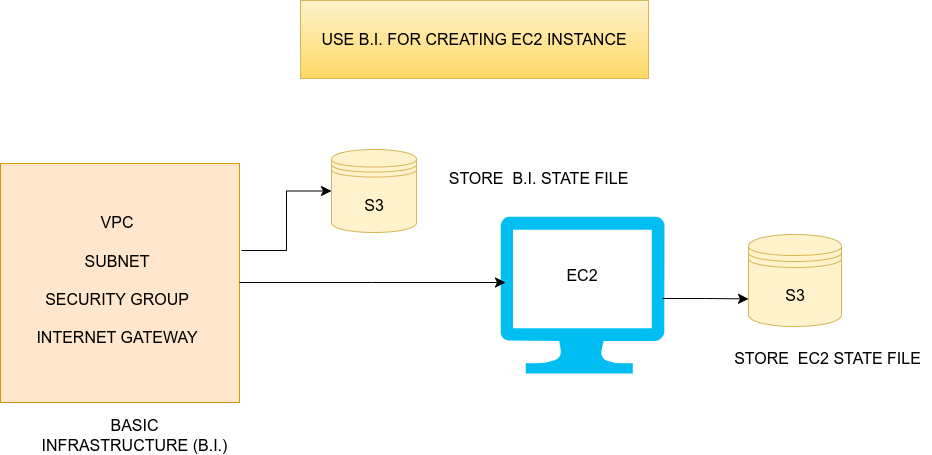 USE B.I. FOR CREATING EC2 INSTANCE
S3
STORE  B.I. STATE FILE
VPC
SUBNET
SECURITY GROUP
INTERNET GATEWAY
EC2
S3
STORE  EC2 STATE FILE
BASIC
INFRASTRUCTURE (B.I.)